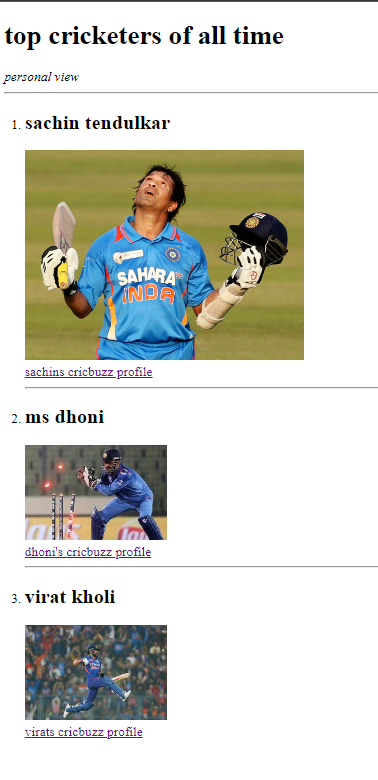 top cricketers of all time
personal view
1. sachin tendulkar
SAHARA
INDIA
sachins cricbuzz profile
2. ms dhoni
dhoni's cricbuzz profile
3. virat kholi
virats cricbuzz profile